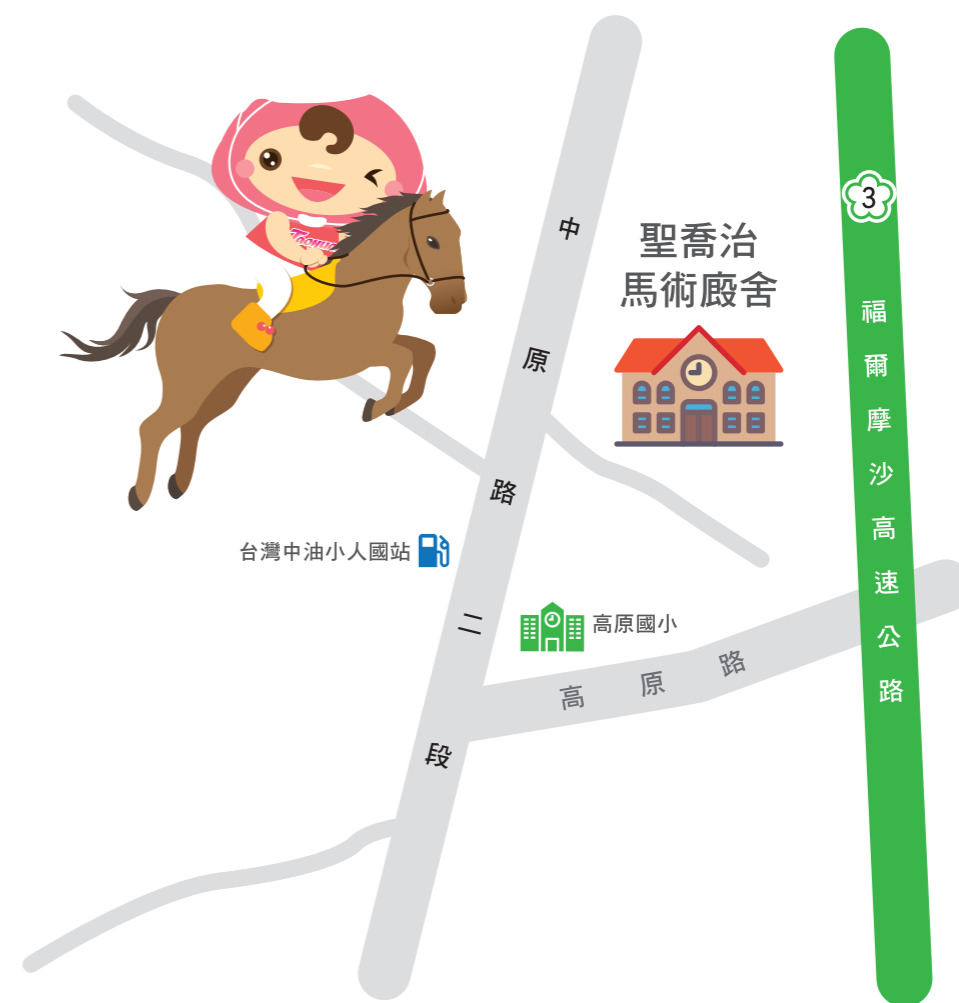 聖喬治
馬術廄舍
3
福爾摩沙高速公路
中原路二段
台灣中油小人國站
高原國小
高原路